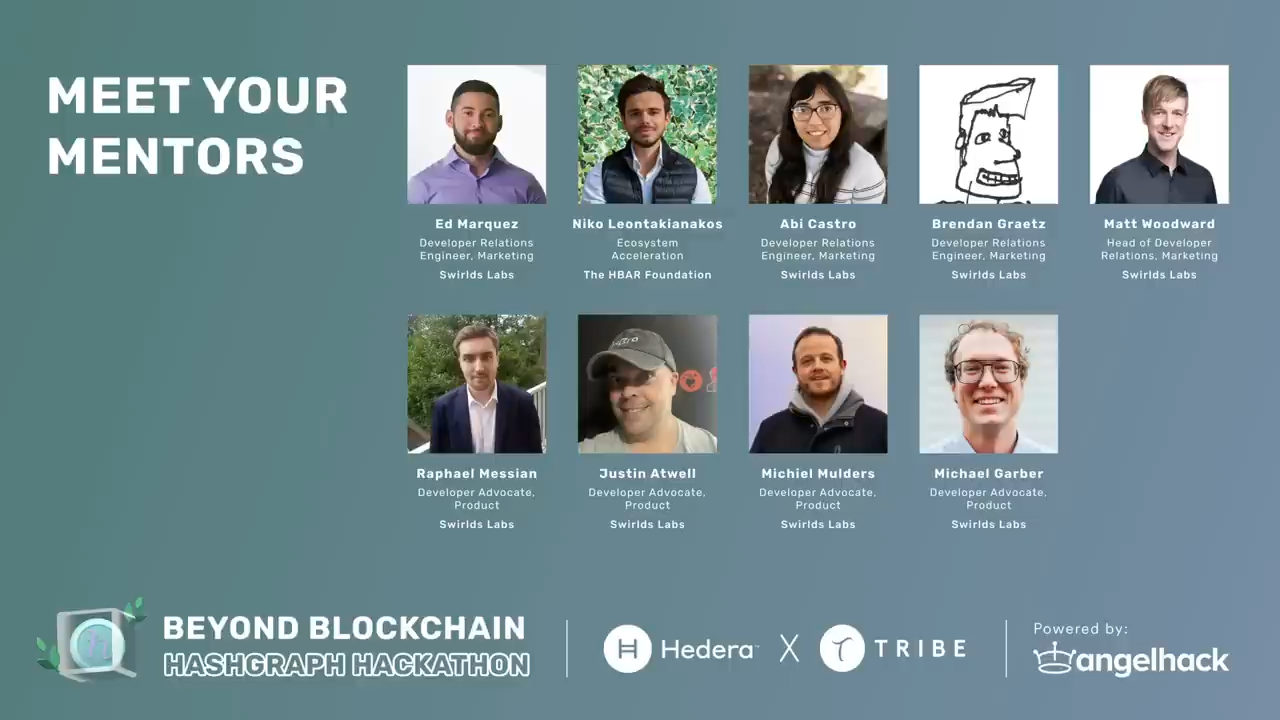 MEET YOUR
MENTORS
Ed Marquez
Developer Relations
Engineer, Marketing
Swirlds Labs
Niko Leontakianakos
Ecosystem
Acceleration
The HBAR Foundation
Abi Castro
Developer Relations
Engineer, Marketing
Swirlds Labs
Brendan Graetz
Developer Relations
Engineer, Marketing
Swirlds Labs
Matt Woodward
Head of Developer
Relations, Marketing
Swirlds Labs
Raphael Messian
Developer Advocate,
Product
Swirlds Labs
Justin Atwell
Developer Advocate,
Product
Swirlds Labs
Michiel Mulders
Developer Advocate,
Product
Swirlds Labs
Michael Garber
Developer Advocate,
Product
Swirlds Labs
BEYOND BLOCKCHAIN
HASHGRAPH HACKATHON
H Hedera™ X TRIBE
Powered by:
angelhack